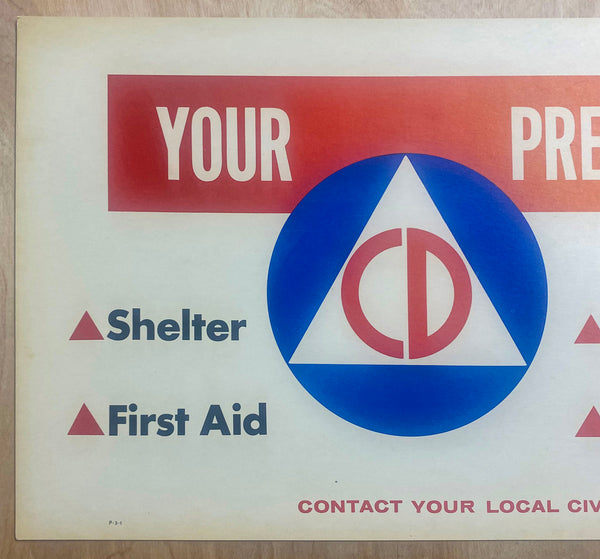 YOUR PRE
CD
Shelter
First Aid
CONTACT YOUR LOCAL CIV
P-3-1